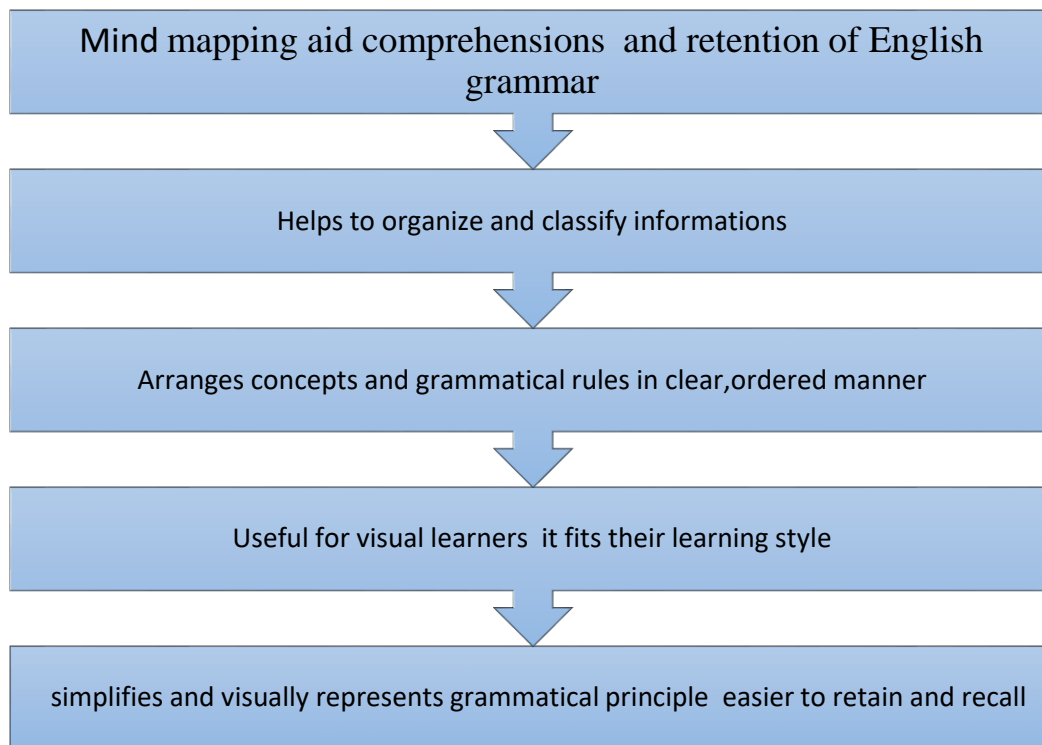 Mind mapping aid comprehensions  and retention of English
grammar
Helps to organize and classify informations
Arranges concepts and grammatical rules in clear,ordered manner
Useful for visual learners  it fits their learning style
simplifies and visually represents grammatical principle  easier to retain and recall